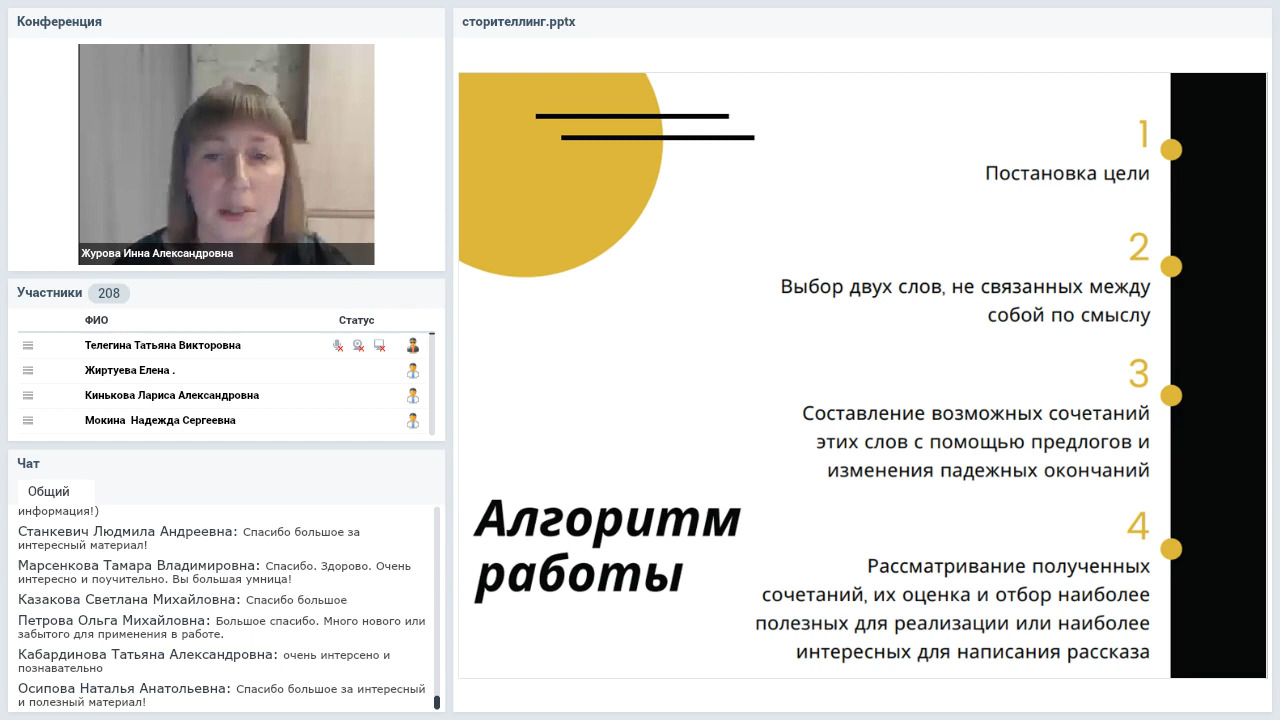 Конференция
Журова Инна Александровна
Участники 208
ФИО Статус
Телегина Татьяна Викторовна
Жиртуева Елена .
Кинькова Лариса Александровна
Мокина Надежда Сергеевна
Чат
Общий
информация!)
Станкевич Людмила Андреевна: Спасибо большое за
интересный материал!
Марсенкова Тамара Владимировна: Спасибо. Здорово. Очень
интересно и поучительно. Вы большая умница!
Казакова Светлана Михайловна: Спасибо большое
Петрова Ольга Михайловна: Большое спасибо. Много нового или
забытого для применения в работе.
Кабардинова Татьяна Александровна: очень интерсено и
познавательно
Осипова Наталья Анатольевна: Спасибо большое за интересный
и полезный материал!
сторителлинг.pptx
Алгоритм
работы
1
Постановка цели
2
Выбор двух слов, не связанных между
собой по смыслу
3
Составление возможных сочетаний
этих слов с помощью предлогов и
изменения падежных окончаний
4
Рассматривание полученных
сочетаний, их оценка и отбор наиболее
полезных для реализации или наиболее
интересных для написания рассказа